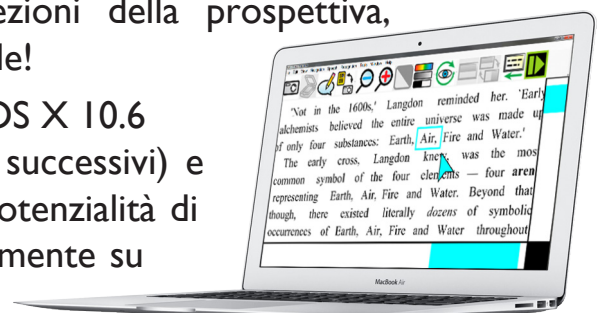 ezioni della prospettiva,
le!
OS X 10.6
successivi) e
otenzialità di
mente su
'Not in the 1600s,' Langdon reminded her. 'Early
alchemists believed the entire universe was made up
of only four substances: Earth, Air, Fire and Water.'
The early cross, Langdon knew, was the most
common symbol of the four elements — four aren
representing Earth, Air, Fire and Water. Beyond that
though, there existed literally dozens of symbolic
occurrences of Earth, Air, Fire and Water throughout
MacBook Air